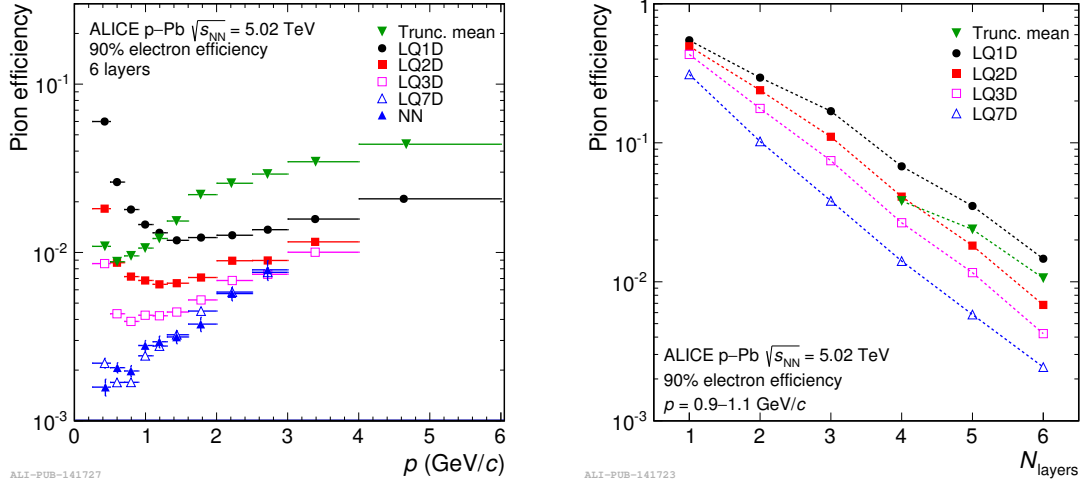 ALICE p–Pb √sNN = 5.02 TeV
90% electron efficiency
6 layers
Trunc. mean
LQ1D
LQ2D
LQ3D
LQ7D
NN
Pion efficiency
10⁻¹
10⁻²
10⁻³
0 1 2 3 4 5 6
p (GeV/c)
ALI-PUB-141727
Pion efficiency
1
10⁻¹
10⁻²
10⁻³
Trunc. mean
LQ1D
LQ2D
LQ3D
LQ7D
ALICE p–Pb √sNN = 5.02 TeV
90% electron efficiency
p = 0.9–1.1 GeV/c
1 2 3 4 5 6
Nlayers
ALI-PUB-141723